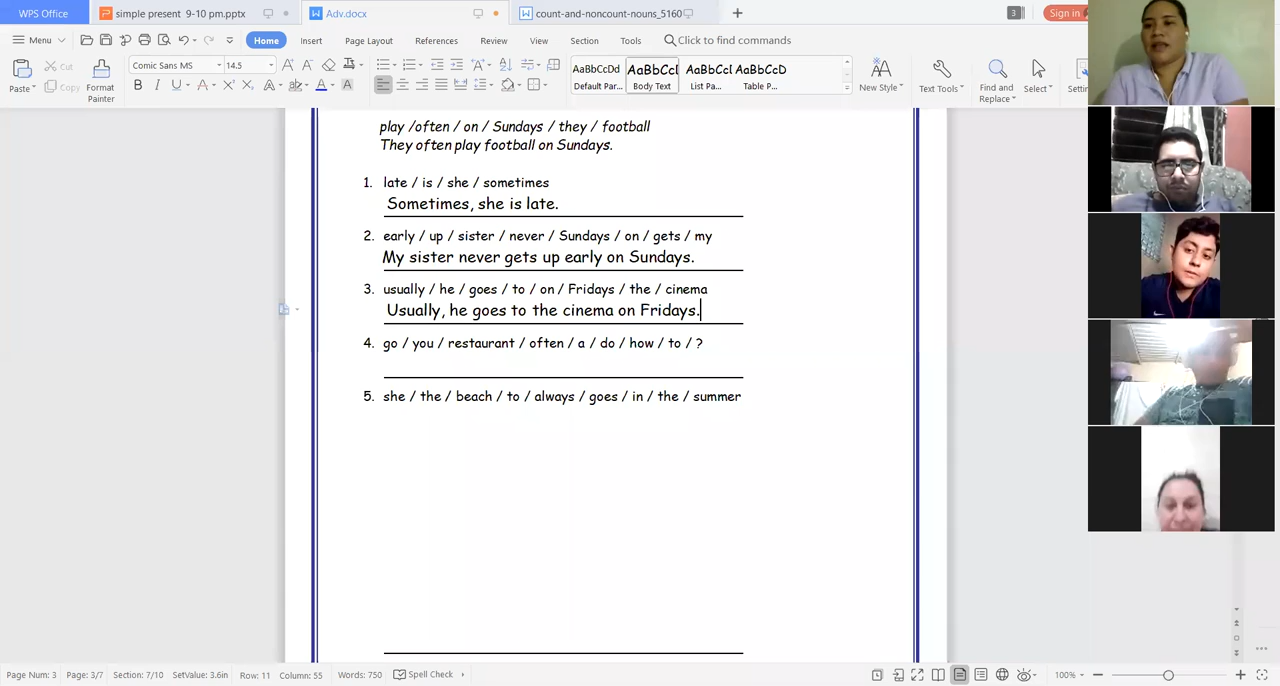 WPS Office
simple present  9-10 pm.pptx
Adv.docx
count-and-noncount-nouns_5160
3
Sign in
Menu
Home
Insert
Page Layout
References
Review
View
Section
Tools
Click to find commands
Paste
Cut
Copy
Format Painter
Comic Sans MS
14.5
AaBbCcDd
AaBbCcI
AaBbCcI
AaBbCcD
Default Par...
Body Text
List Pa...
Table P...
New Style
Text Tools
Find and Replace
Select
play /often / on / Sundays / they / football
They often play football on Sundays.
1. late / is / she / sometimes
Sometimes, she is late.
2. early / up / sister / never / Sundays / on / gets / my
My sister never gets up early on Sundays.
3. usually / he / goes / to / on / Fridays / the / cinema
Usually, he goes to the cinema on Fridays.
4. go / you / restaurant / often / a / do / how / to / ?
5. she / the / beach / to / always / goes / in / the / summer
Page Num: 3
Page: 3/7
Section: 7/10
SetValue: 3.6in
Row: 11
Column: 55
Words: 750
Spell Check
100%